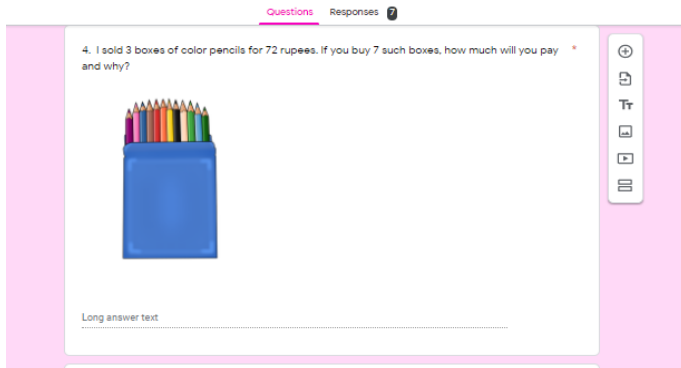 Questions Responses 7
4. I sold 3 boxes of color pencils for 72 rupees. If you buy 7 such boxes, how much will you pay *
and why?
Tт
Long answer text